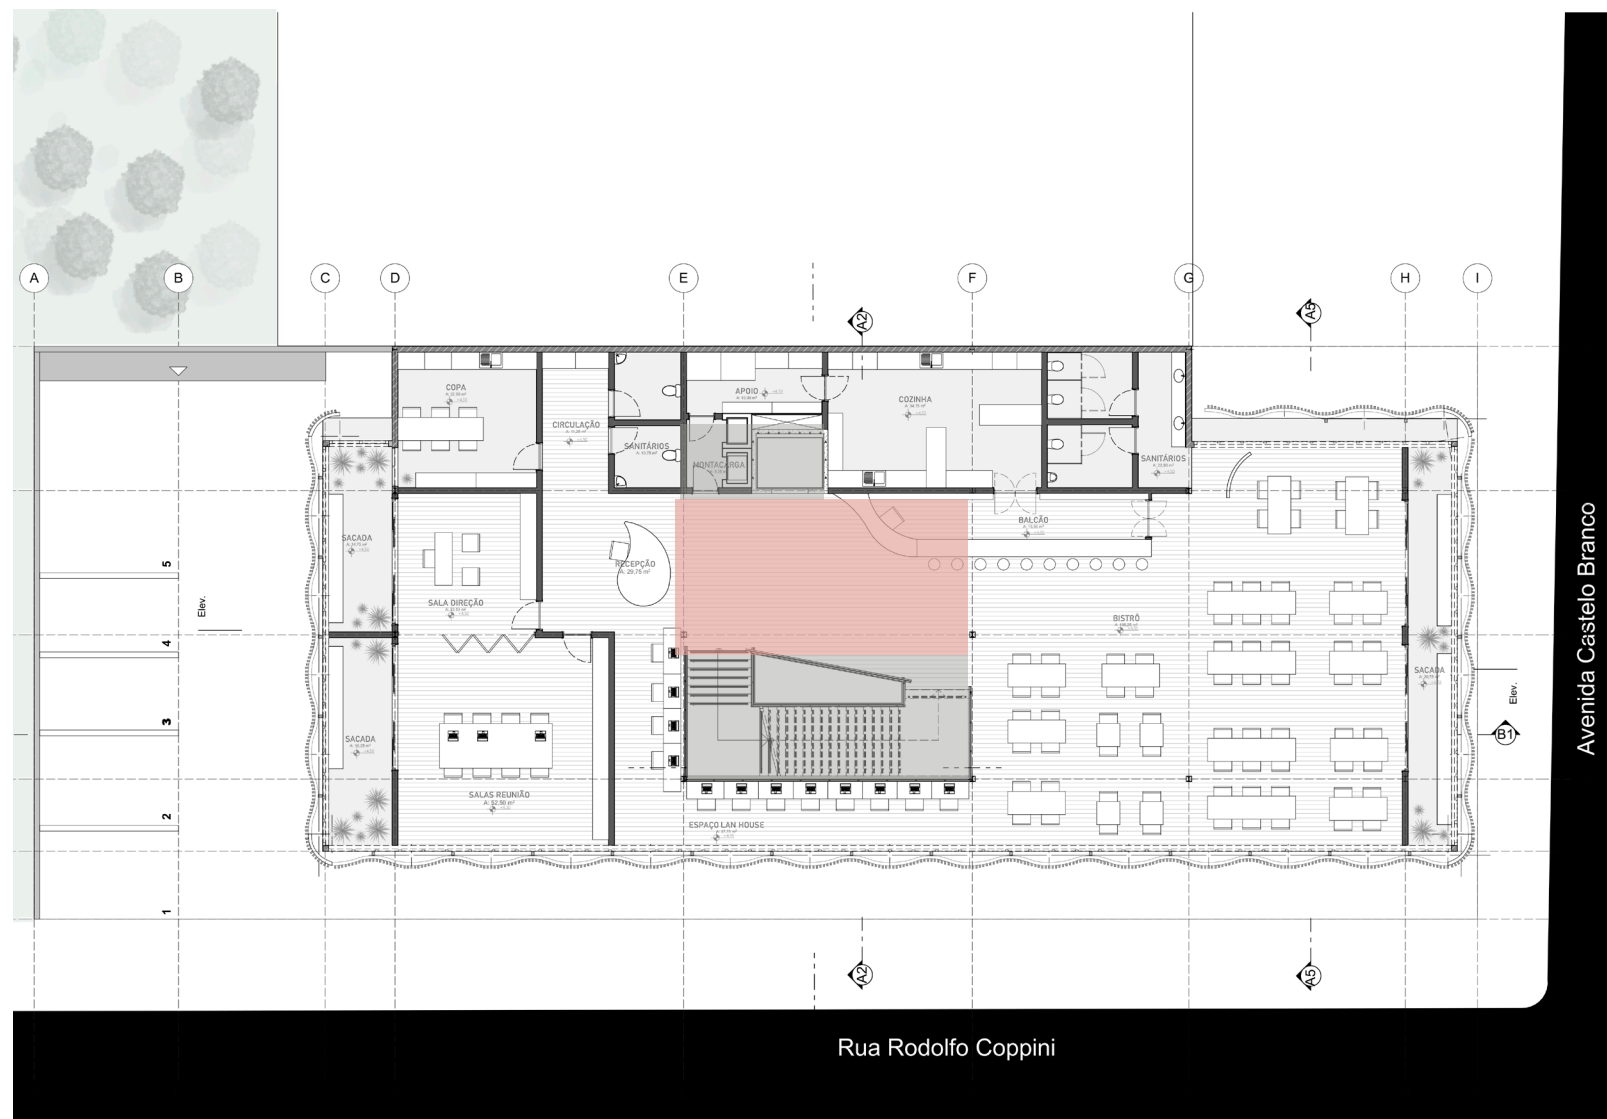 A B C D E F G H I
A2
A5
COPA
CIRCULAÇÃO
SANITÁRIOS
APOIO
MONTACARGA
COZINHA
SANITÁRIOS
SACADA
RECEPÇÃO
A: 29,75 m²
BALCÃO
SALA DIREÇÃO
BISTRÔ
SACADA
SACADA
SALAS REUNIÃO
A: 52,50 m²
ESPAÇO LAN HOUSE
5
4
3
2
1
Elev.
Elev.
B1
A2
A5
Rua Rodolfo Coppini
Avenida Castelo Branco